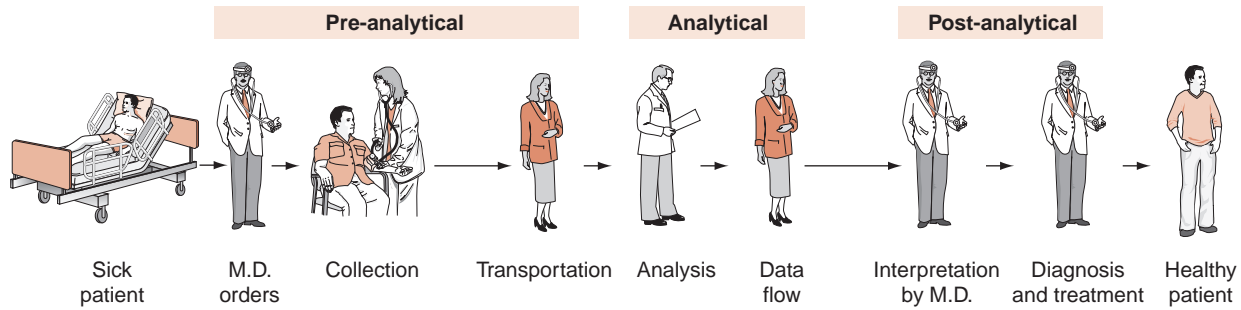 Pre-analytical
Analytical
Post-analytical
Sick
patient
M.D.
orders
Collection
Transportation
Analysis
Data
flow
Interpretation
by M.D.
Diagnosis
and treatment
Healthy
patient